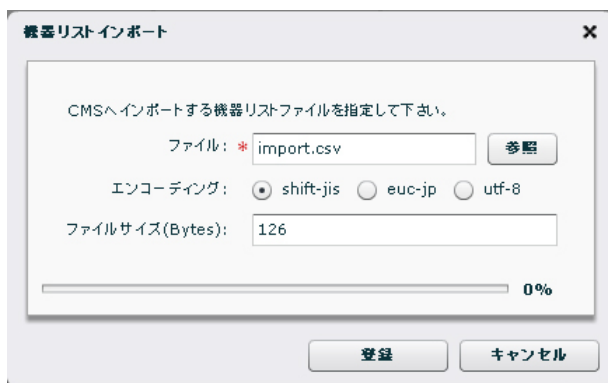 機器リストインポート
CMSへインポートする機器リストファイルを指定して下さい。
ファイル: * import.csv 参照
エンコーディング: shift-jis euc-jp utf-8
ファイルサイズ(Bytes): 126
0%
登録 キャンセル